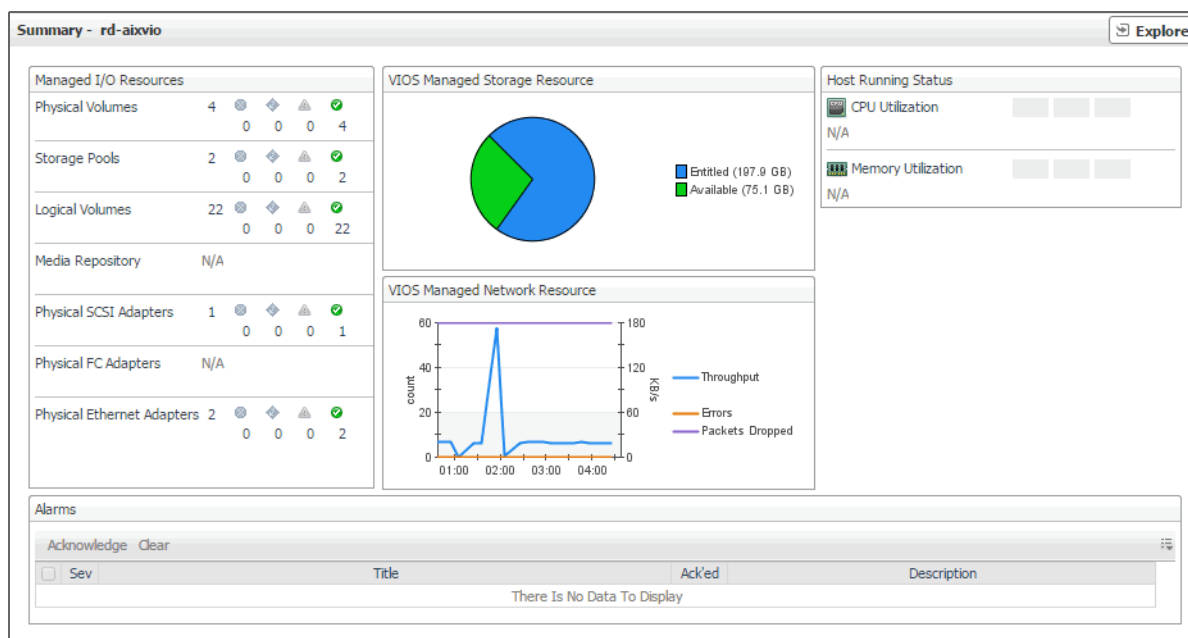 Summary - rd-aixvio
Explore
Managed I/O Resources
Physical Volumes 4
0 0 0 4
Storage Pools 2
0 0 0 2
Logical Volumes 22
0 0 0 22
Media Repository N/A
Physical SCSI Adapters 1
0 0 0 1
Physical FC Adapters N/A
Physical Ethernet Adapters 2
0 0 0 2
VIOS Managed Storage Resource
Entitled (197.9 GB)
Available (75.1 GB)
VIOS Managed Network Resource
60 180
40 120
count KB/s
20 60
0 0
01:00 02:00 03:00 04:00
Throughput
Errors
Packets Dropped
Host Running Status
CPU
CPU Utilization
N/A
Memory Utilization
N/A
Alarms
Acknowledge Clear
Sev Title Ack'ed Description
There Is No Data To Display